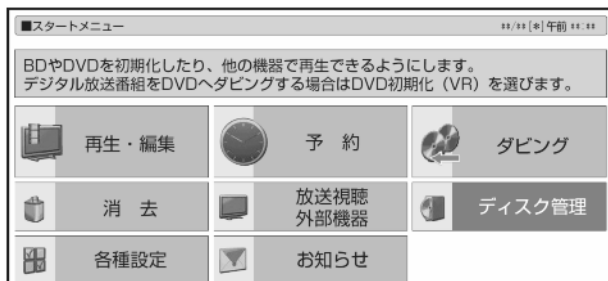 ■スタートメニュー
**/**[*]午前 **:**
BDやDVDを初期化したり、他の機器で再生できるようにします。
デジタル放送番組をDVDへダビングする場合はDVD初期化（VR）を選びます。
再生・編集
予 約
ダビング
消 去
放送視聴
外部機器
ディスク管理
各種設定
お知らせ